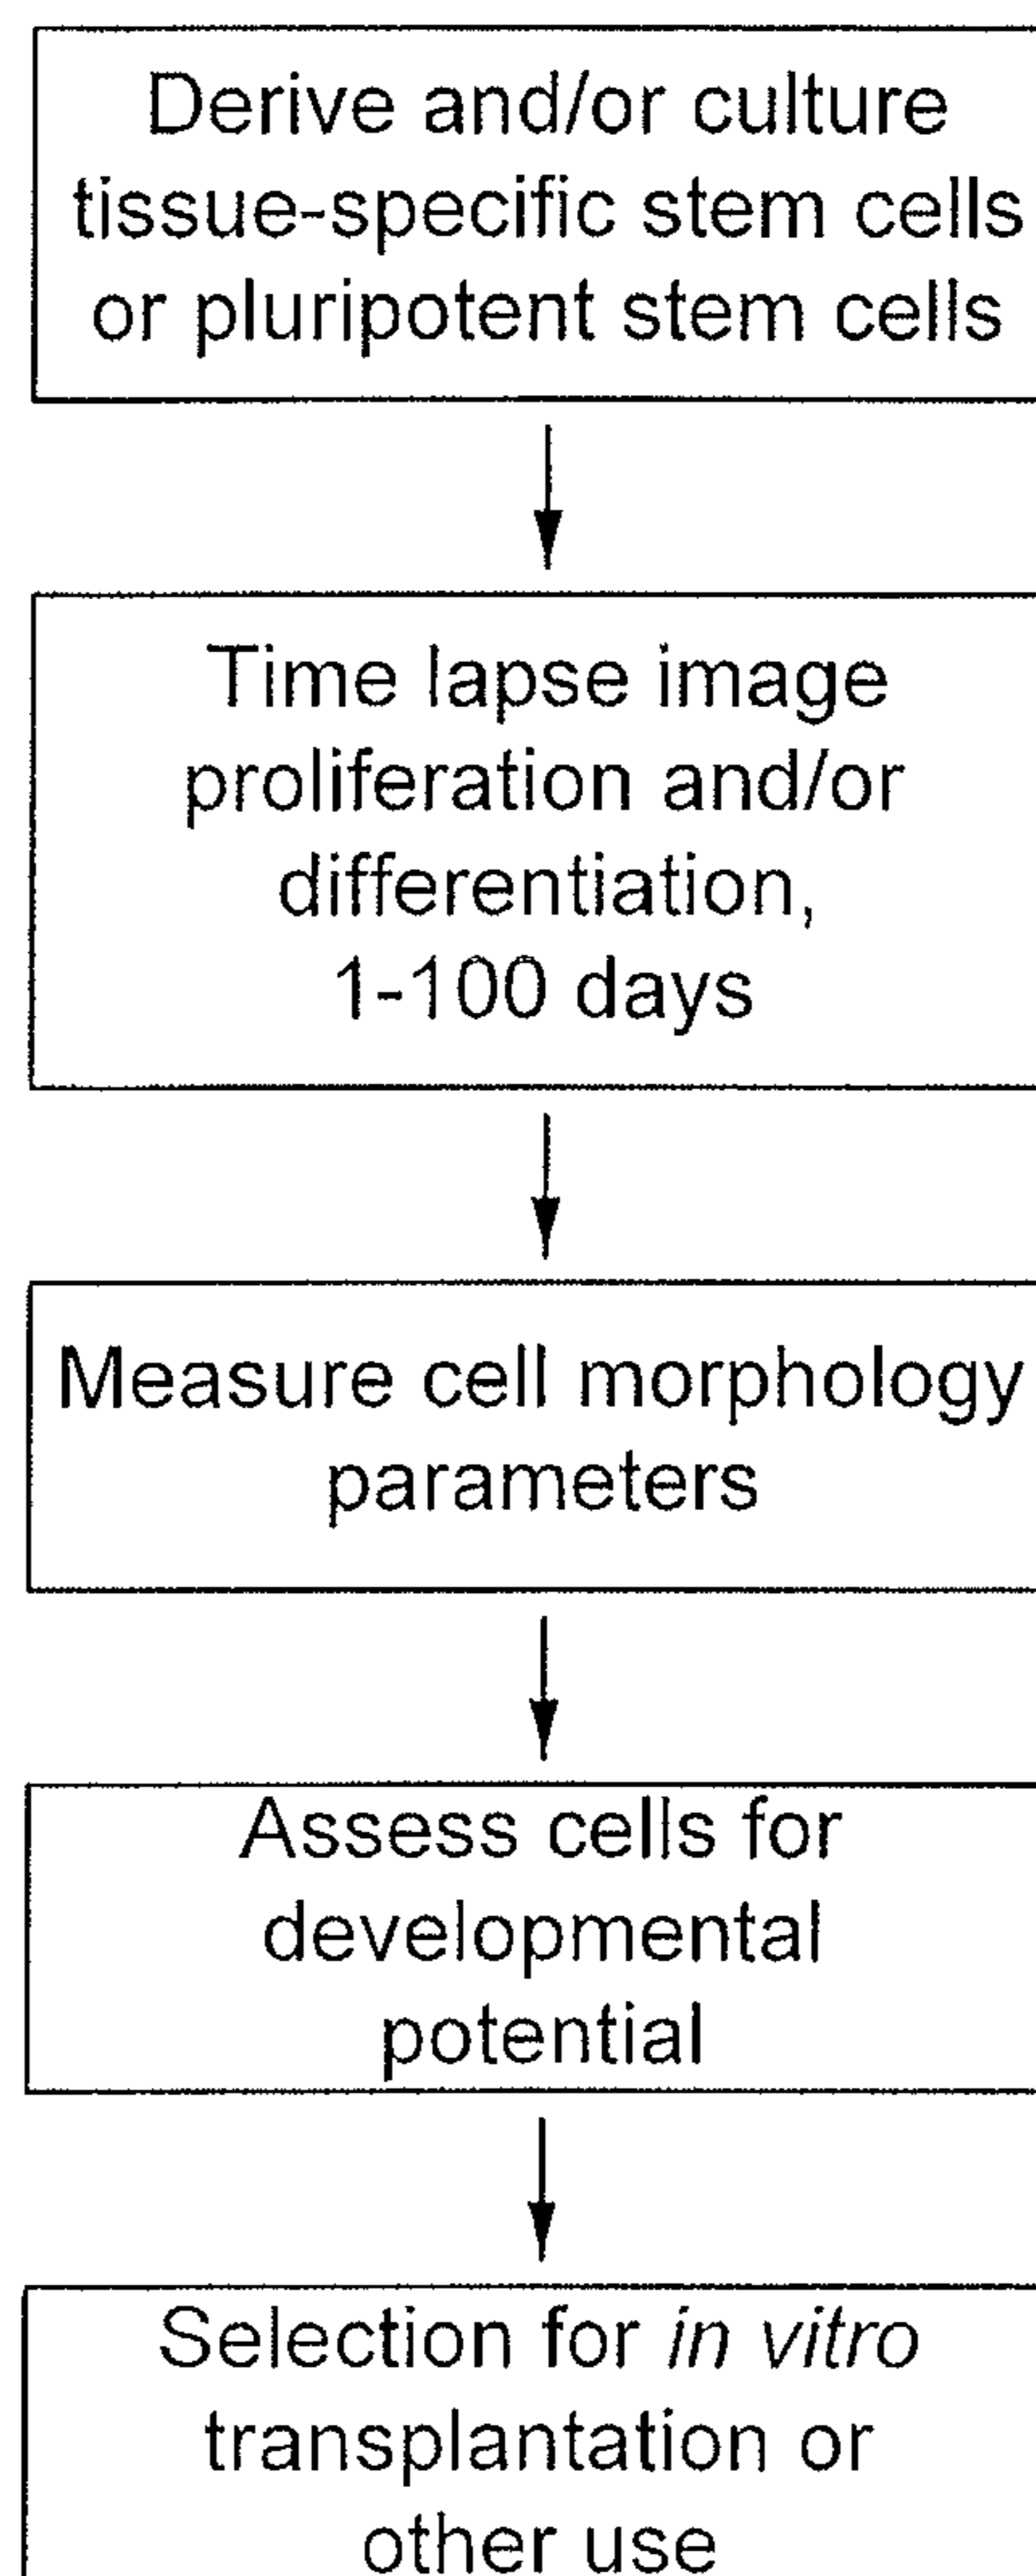 Derive and/or culture
tissue-specific stem cells
or pluripotent stem cells
Time lapse image
proliferation and/or
differentiation,
1-100 days
Measure cell morphology
parameters
Assess cells for
developmental
potential
Selection for in vitro
transplantation or
other use